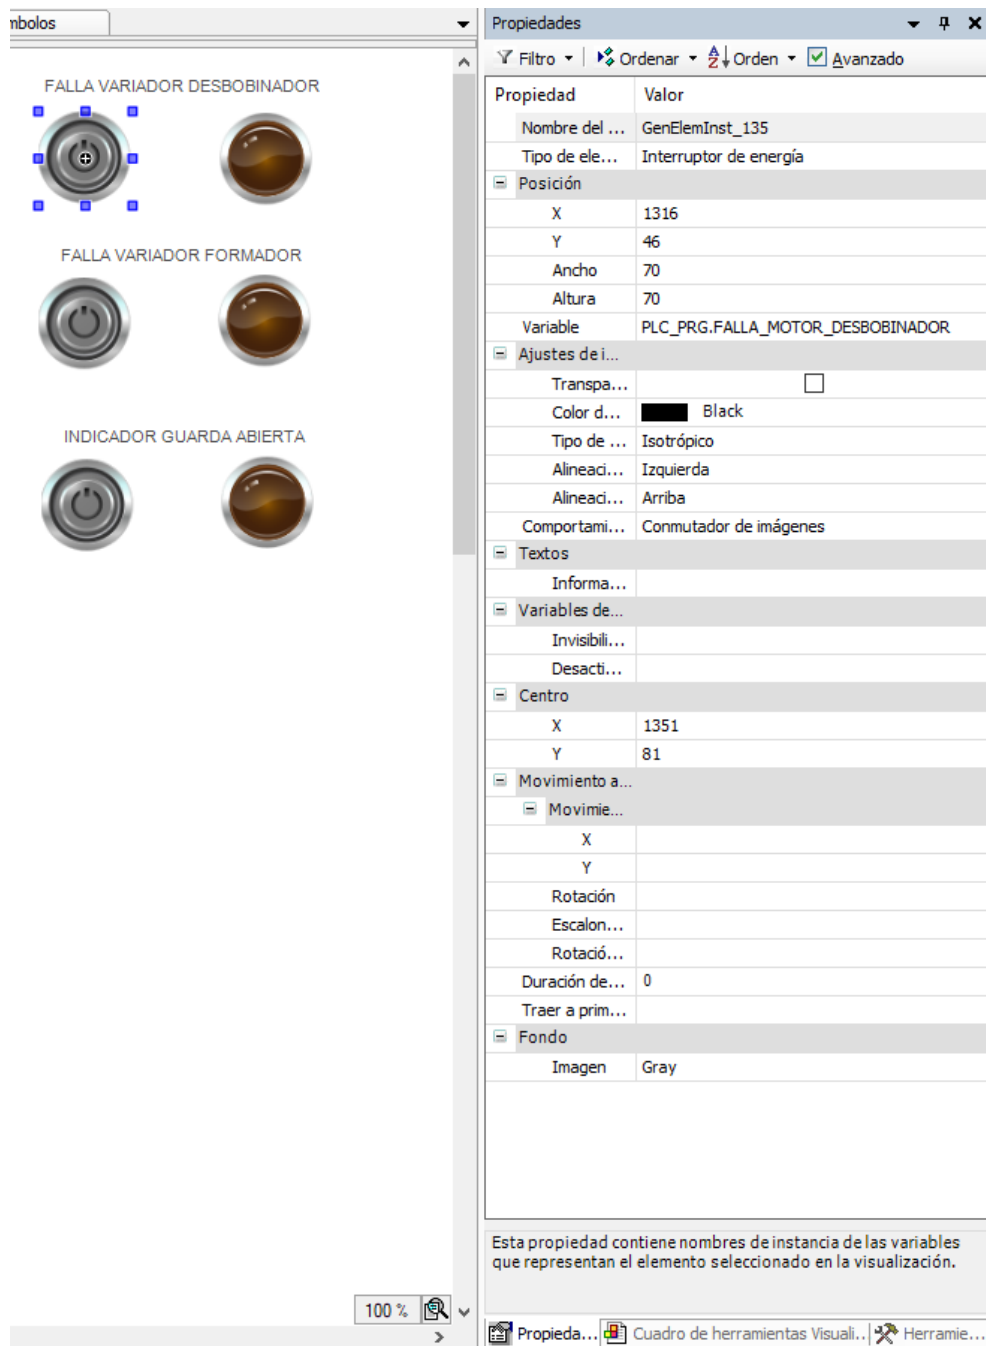 mbolos
FALLA VARIADOR DESBOBINADOR
FALLA VARIADOR FORMADOR
INDICADOR GUARDA ABIERTA
100 %
Propiedades
Filtro Ordenar Orden Avanzado
Propiedad Valor
Nombre del ... GenElemInst_135
Tipo de ele... Interruptor de energía
Posición
X 1316
Y 46
Ancho 70
Altura 70
Variable PLC_PRG.FALLA_MOTOR_DESBOBINADOR
Ajustes de i...
Transpa...
Color d... Black
Tipo de ... Isotrópico
Alineaci... Izquierda
Alineaci... Arriba
Comportami... Conmutador de imágenes
Textos
Informa...
Variables de...
Invisibili...
Desacti...
Centro
X 1351
Y 81
Movimiento a...
Movimie...
X
Y
Rotación
Escalon...
Rotació...
Duración de... 0
Traer a prim...
Fondo
Imagen Gray
Esta propiedad contiene nombres de instancia de las variables
que representan el elemento seleccionado en la visualización.
Propieda... Cuadro de herramientas Visuali... Herramie...